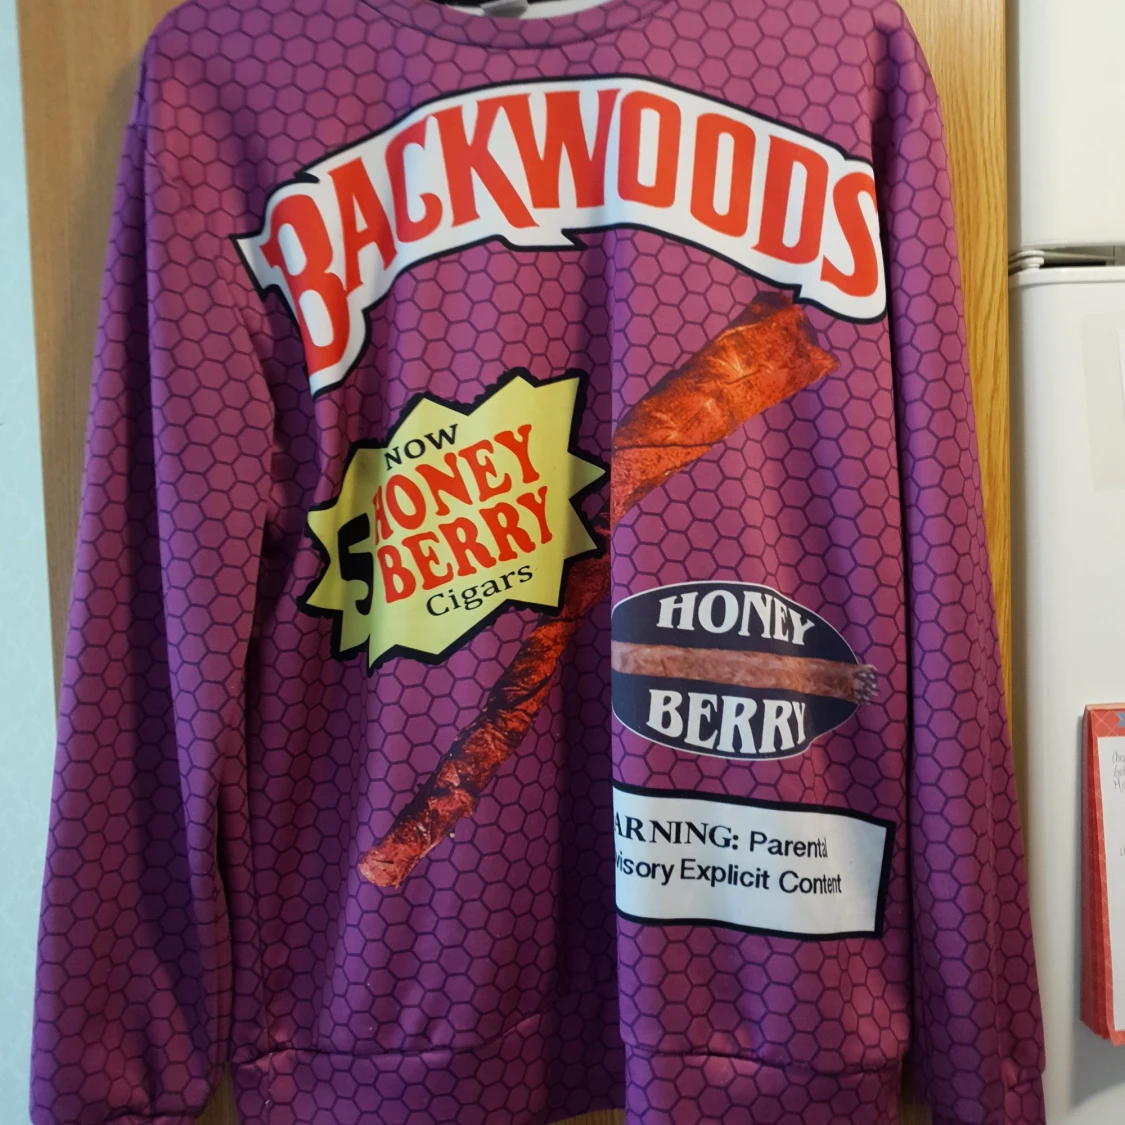 BACKWOODS
NOW
5 HONEY
BERRY
Cigars
HONEY
BERRY
ARNING: Parental
visory Explicit Content